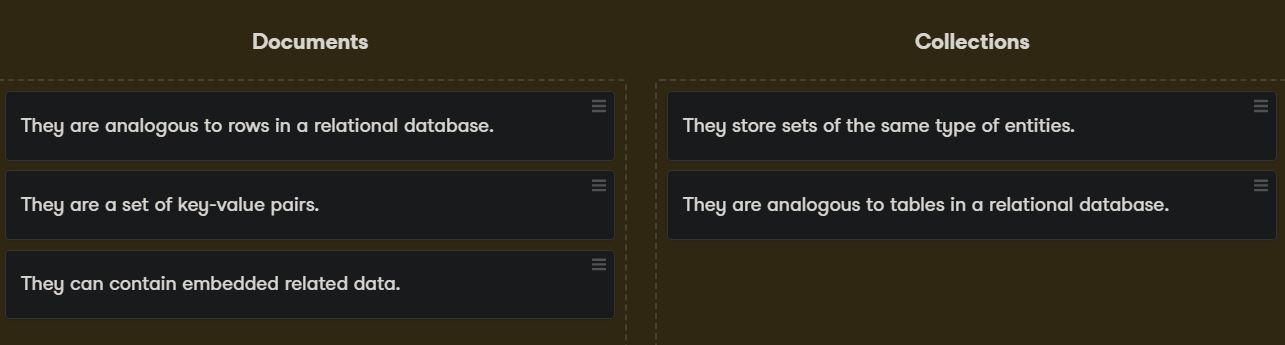 Documents
They are analogous to rows in a relational database.
They are a set of key-value pairs.
They can contain embedded related data.
Collections
They store sets of the same type of entities.
They are analogous to tables in a relational database.